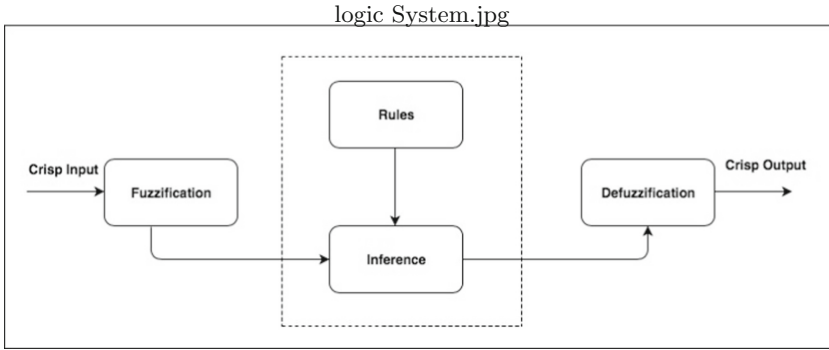 logic System.jpg
Rules
Crisp Input
Fuzzification
Crisp Output
Defuzzification
Inference